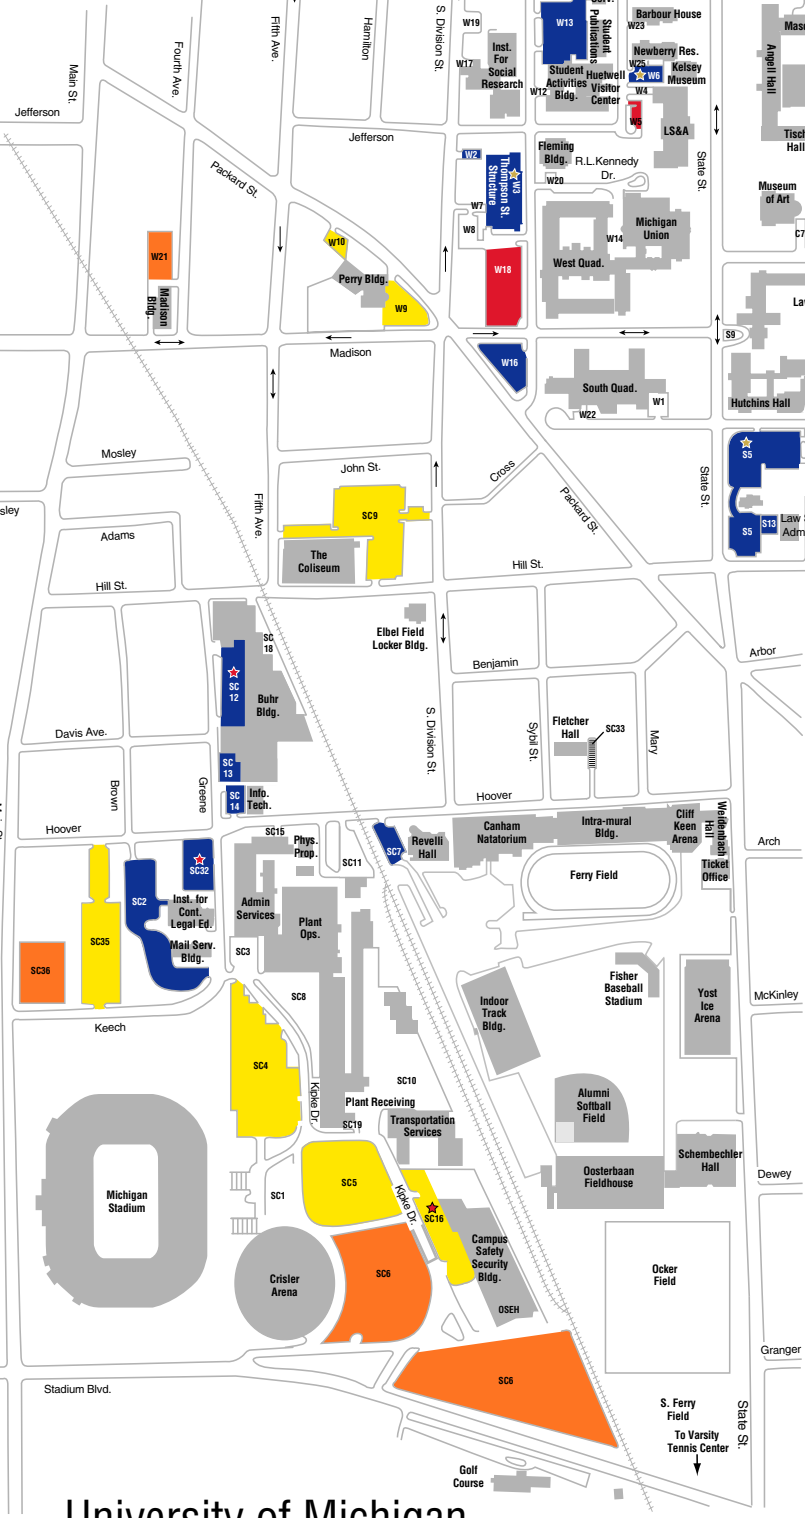 W19
W13
Student
Publications
W23
Barbour House
W17
Inst.
For
Social
Research
Student
Activities
Bldg.
W12
Huetwell
Visitor
Center
Newberry Res.
W25
W6
Kelsey
Museum
W4
W5
LS&A
Angell Hall
Main St.
Fourth Ave.
Fifth Ave.
Hamilton
S. Division St.
Jefferson
Jefferson
Packard St.
W2
Thompson St.
Structure
W3
W7
W8
Fleming
Bldg.
R.L.Kennedy
Dr.
W20
State St.
Museum
of Art
Michigan
Union
W14
West Quad.
W21
Madison
Bldg.
W10
Perry Bldg.
W9
W18
W16
Madison
S9
South Quad.
W1
W22
Hutchins Hall
Mosley
John St.
Cross
Packard St.
State St.
S5
S5
S13
Law
Adams
Fifth Ave.
SC9
The
Coliseum
Hill St.
Hill St.
Elbel Field
Locker Bldg.
SC
18
SC
12
Buhr
Bldg.
SC
13
SC
14
Info.
Tech.
Benjamin
Arbor
S. Division St.
Sybil St.
Fletcher
Hall
SC33
Mary
Davis Ave.
Brown
Greene
Hoover
Hoover
SC15
Phys.
Prop.
SC11
SC7
Revelli
Hall
Canham
Natatorium
Intra-mural
Bldg.
Cliff
Keen
Arena
Weidenbach
Hall
Ticket
Office
Arch
Ferry Field
SC32
SC2
Inst. for
Cont.
Legal Ed.
Mail Serv.
Bldg.
Admin
Services
Plant
Ops.
SC35
SC36
SC3
SC8
Keech
Indoor
Track
Bldg.
Fisher
Baseball
Stadium
Yost
Ice
Arena
McKinley
SC4
Kipke Dr.
SC10
Plant Receiving
SC19
Transportation
Services
Alumni
Softball
Field
Schembechler
Hall
Oosterbaan
Fieldhouse
Dewey
Michigan
Stadium
SC1
SC5
Kipke Dr.
SC16
Campus
Safety
Security
Bldg.
OSEH
Crisler
Arena
SC6
Ocker
Field
SC6
Granger
Stadium Blvd.
S. Ferry
Field
To Varsity
Tennis Center
State St.
Golf
Course
University of Michigan